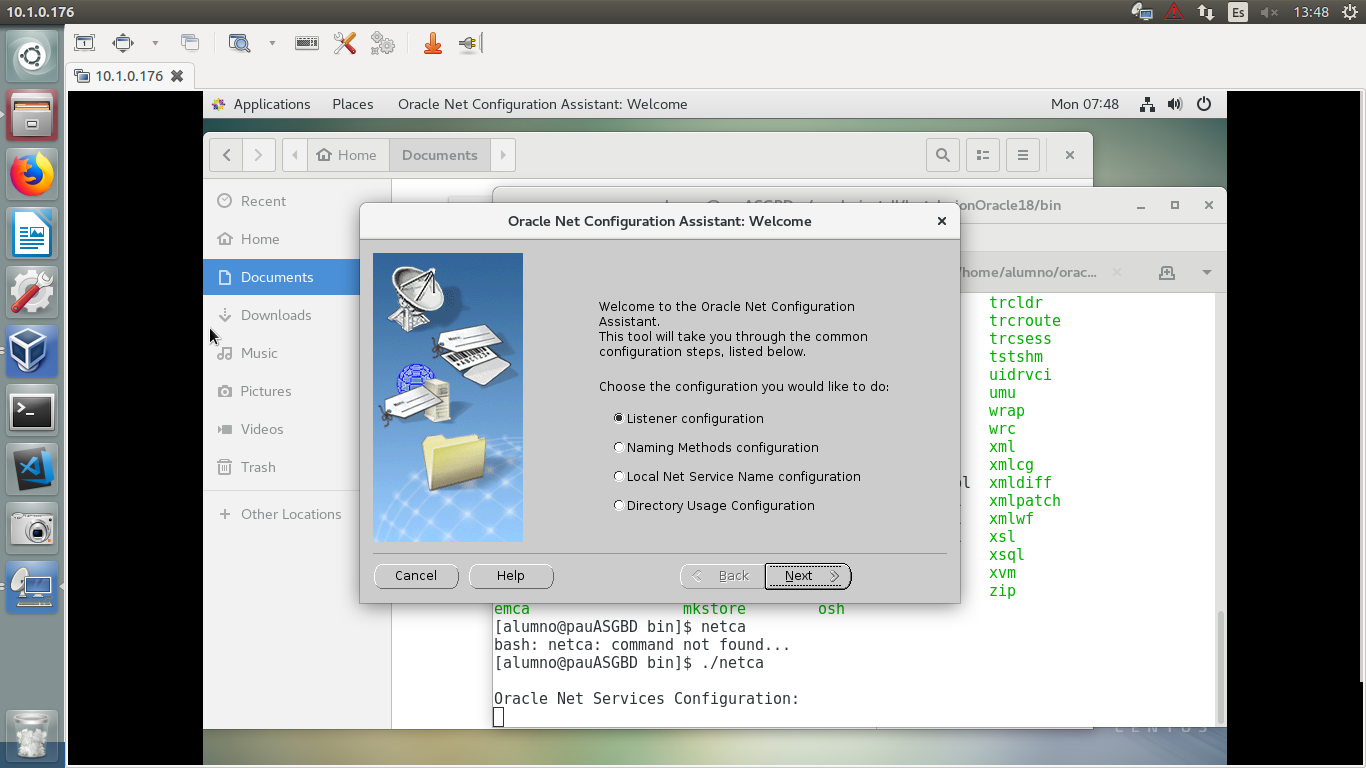 10.1.0.176
Es
13:48
10.1.0.176
Applications
Places
Oracle Net Configuration Assistant: Welcome
Mon 07:48
Home
Documents
Recent
Home
Documents
Downloads
Music
Pictures
Videos
Trash
Other Locations
ionOracle18/bin
/home/alumno/orac...
Oracle Net Configuration Assistant: Welcome
Welcome to the Oracle Net Configuration
Assistant.
This tool will take you through the common
configuration steps, listed below.
Choose the configuration you would like to do:
Listener configuration
Naming Methods configuration
Local Net Service Name configuration
Directory Usage Configuration
Cancel
Help
Back
Next
trcldr
trcroute
trcsess
tstshm
uidrvci
umu
wrap
wrc
xml
xmlcg
xmldiff
xmlpatch
xmlwf
xsl
xsql
xvm
zip
emca mkstore osh
[alumno@pauASGBD bin]$ netca
bash: netca: command not found...
[alumno@pauASGBD bin]$ ./netca
Oracle Net Services Configuration: